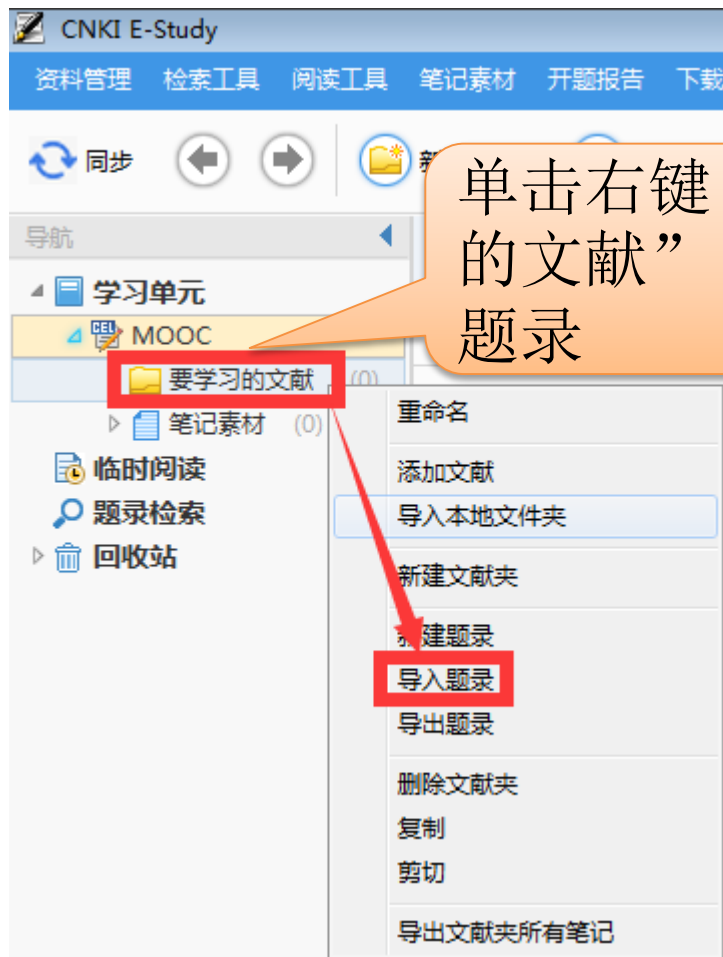 CNKI E-Study
资料管理 检索工具 阅读工具 笔记素材 开题报告 下载
同步
单击右键
的文献”
题录
导航
学习单元
MOOC
要学习的文献 (0)
笔记素材 (0)
临时阅读
题录检索
回收站
重命名
添加文献
导入本地文件夹
新建文献夹
新建题录
导入题录
导出题录
删除文献夹
复制
剪切
导出文献夹所有笔记